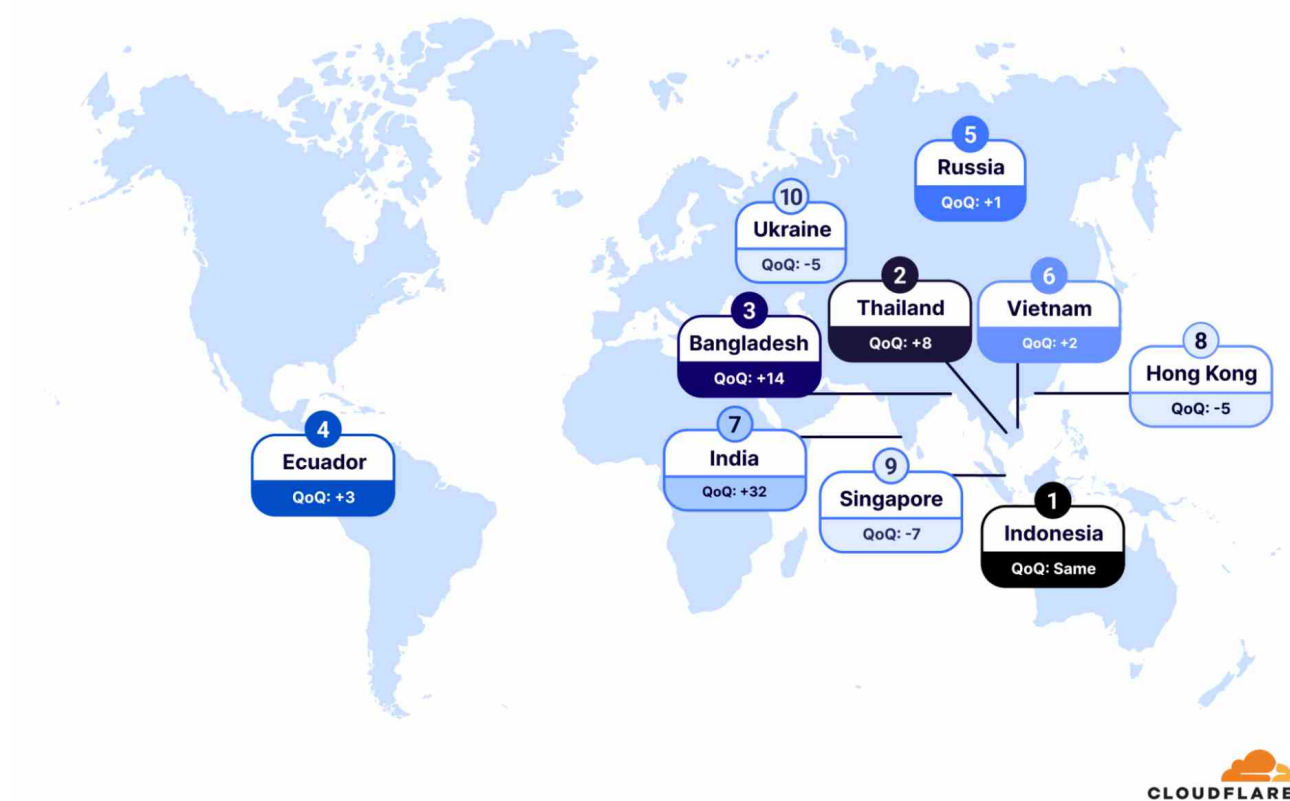 5
Russia
QoQ: +1
10
Ukraine
QoQ: -5
2
Thailand
QoQ: +8
6
Vietnam
QoQ: +2
3
Bangladesh
QoQ: +14
8
Hong Kong
QoQ: -5
4
Ecuador
QoQ: +3
7
India
QoQ: +32
9
Singapore
QoQ: -7
1
Indonesia
QoQ: Same
CLOUDFLARE